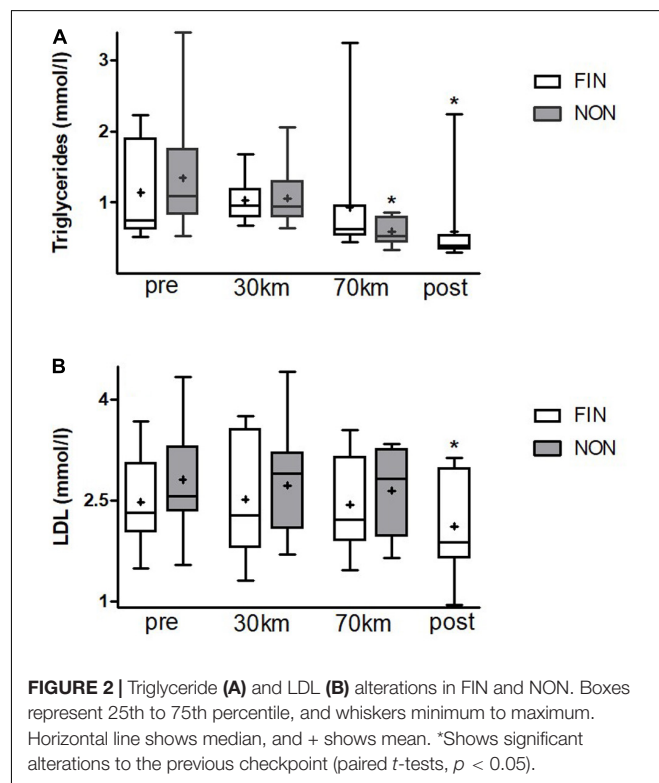 A
Triglycerides (mmol/l)
3
2
1
*
*
FIN
NON
pre 30km 70km post
B
LDL (mmol/l)
4
2.5
1
*
FIN
NON
pre 30km 70km post
FIGURE 2 | Triglyceride (A) and LDL (B) alterations in FIN and NON. Boxes
represent 25th to 75th percentile, and whiskers minimum to maximum.
Horizontal line shows median, and + shows mean. *Shows significant
alterations to the previous checkpoint (paired t-tests, p < 0.05).